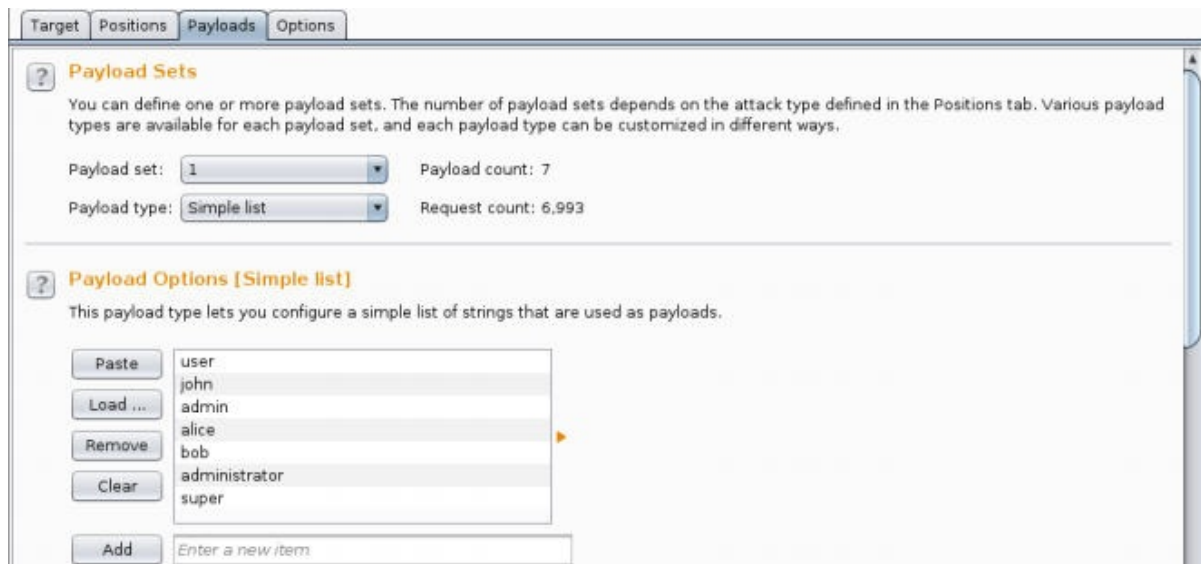 Target Positions Payloads Options
? Payload Sets
You can define one or more payload sets. The number of payload sets depends on the attack type defined in the Positions tab. Various payload
types are available for each payload set, and each payload type can be customized in different ways.
Payload set: 1 Payload count: 7
Payload type: Simple list Request count: 6,993
? Payload Options [Simple list]
This payload type lets you configure a simple list of strings that are used as payloads.
Paste
Load ...
Remove
Clear
user
john
admin
alice
bob
administrator
super
Add Enter a new item